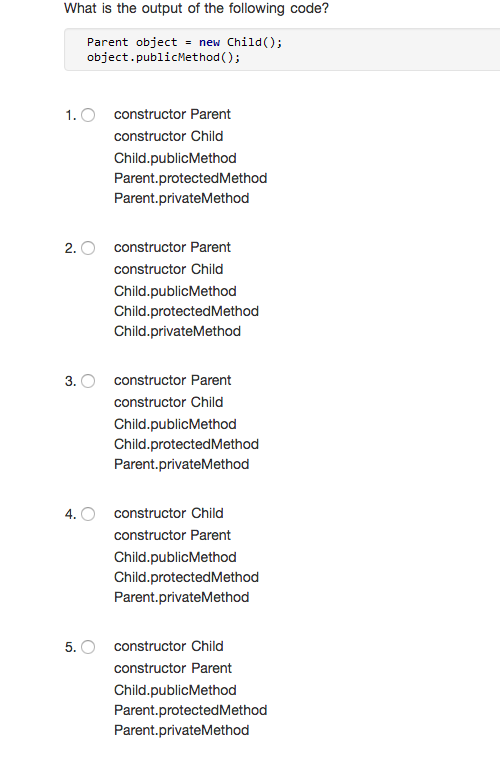 What is the output of the following code?
Parent object = new Child();
object.publicMethod();
1. constructor Parent
constructor Child
Child.publicMethod
Parent.protectedMethod
Parent.privateMethod
2. constructor Parent
constructor Child
Child.publicMethod
Child.protectedMethod
Child.privateMethod
3. constructor Parent
constructor Child
Child.publicMethod
Child.protectedMethod
Parent.privateMethod
4. constructor Child
constructor Parent
Child.publicMethod
Child.protectedMethod
Parent.privateMethod
5. constructor Child
constructor Parent
Child.publicMethod
Parent.protectedMethod
Parent.privateMethod